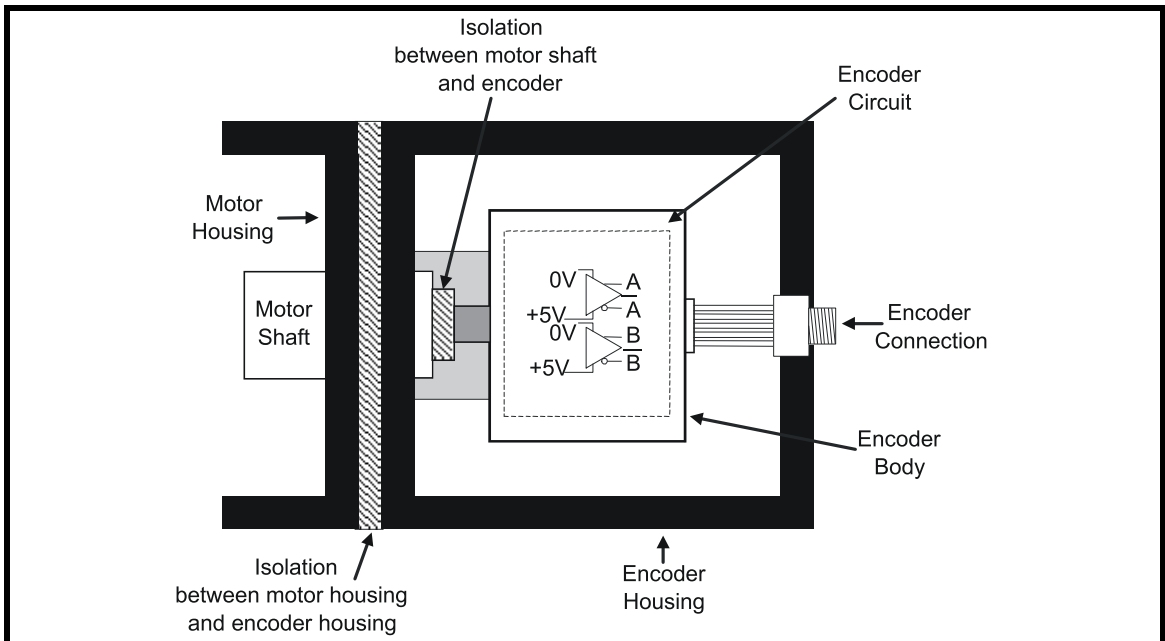 Isolation
between motor shaft
and encoder
Encoder
Circuit
Motor
Housing
Motor
Shaft
0V
A
+5V
A̅
0V
B
+5V
B̅
Encoder
Connection
Encoder
Body
Isolation
between motor housing
and encoder housing
Encoder
Housing